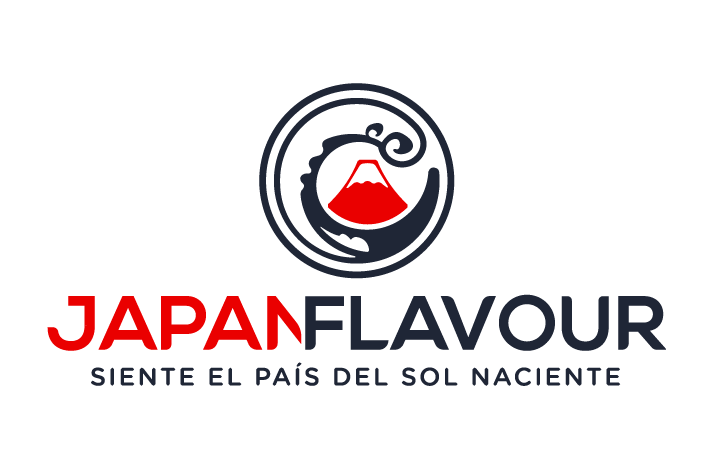 JAPANFLAVOUR
SIENTE EL PAÍS DEL SOL NACIENTE